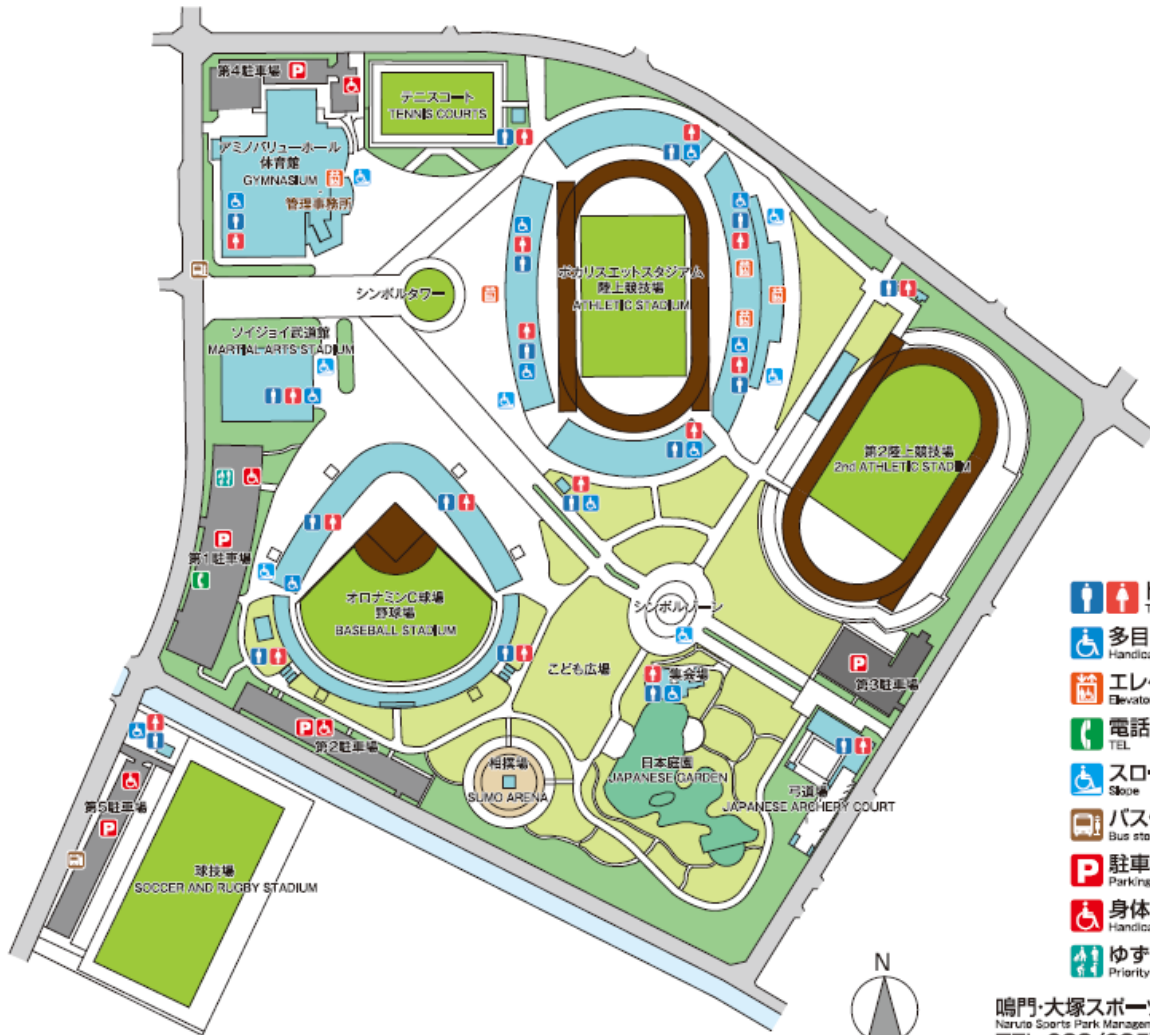 第4駐車場
P
テニスコート
TENNIS COURTS
アミノバリューホール
体育館
GYMNASIUM
管理事務所
シンボルタワー
ポカリスエットスタジアム
陸上競技場
ATHLETIC STADIUM
ソイジョイ武道館
MARTIAL ARTS STADIUM
第2陸上競技場
2nd ATHLETIC STADIUM
P
第1駐車場
オロナミンC球場
野球場
BASEBALL STADIUM
シンボルゾーン
こども広場
集会場
P
第3駐車場
P
第2駐車場
相撲場
SUMO ARENA
日本庭園
JAPANESE GARDEN
弓道場
JAPANESE ARCHERY COURT
第5駐車場
P
球技場
SOCCER AND RUGBY STADIUM
多目
Handica
エレ
Elevato
電話
TEL
スロ
Slope
バス
Bus sto
P
駐車
Parking
身体
Handica
ゆず
Priority
N
鳴門・大塚スポー
Naruto Sports Park Managem